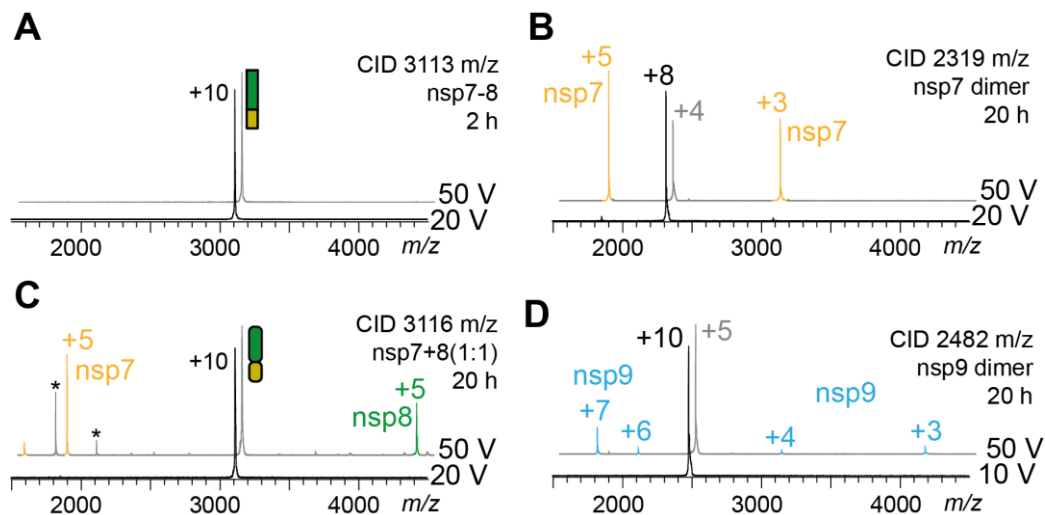 A
CID 3113 m/z
nsp7-8
2 h
+10
50 V
20 V
2000 3000 4000 m/z
B
CID 2319 m/z
nsp7 dimer
20 h
+5
nsp7
+8
+4
+3
nsp7
50 V
20 V
2000 3000 4000 m/z
C
CID 3116 m/z
nsp7+8(1:1)
20 h
+5
nsp7
*
*
+10
+5
nsp8
50 V
20 V
2000 3000 4000 m/z
D
CID 2482 m/z
nsp9 dimer
20 h
+10
+5
nsp9
+7
+6
nsp9
+4
+3
50 V
10 V
2000 3000 4000 m/z